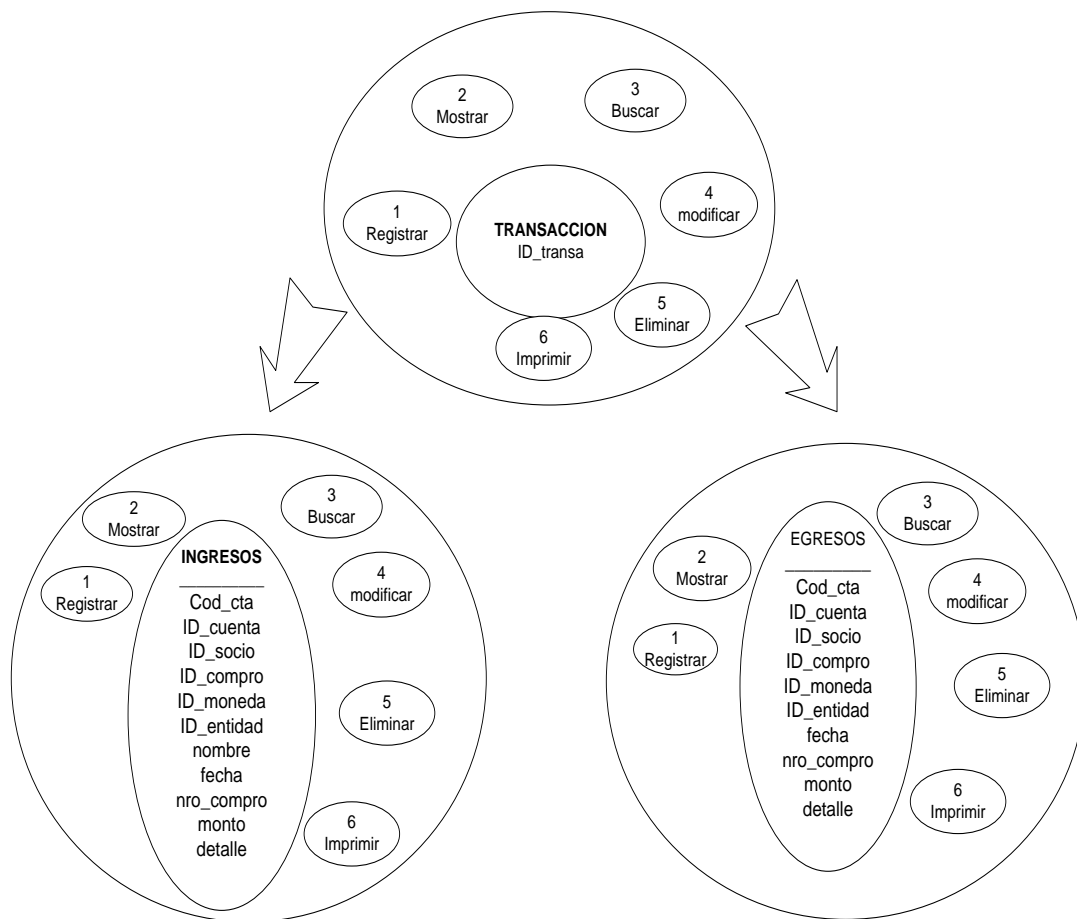 2
Mostrar
3
Buscar
1
Registrar
TRANSACCION
ID_transa
4
modificar
5
Eliminar
6
Imprimir
2
Mostrar
3
Buscar
1
Registrar
INGRESOS
Cod_cta
ID_cuenta
ID_socio
ID_compro
ID_moneda
ID_entidad
nombre
fecha
nro_compro
monto
detalle
4
modificar
5
Eliminar
6
Imprimir
2
Mostrar
3
Buscar
1
Registrar
EGRESOS
Cod_cta
ID_cuenta
ID_socio
ID_compro
ID_moneda
ID_entidad
fecha
nro_compro
monto
detalle
4
modificar
5
Eliminar
6
Imprimir